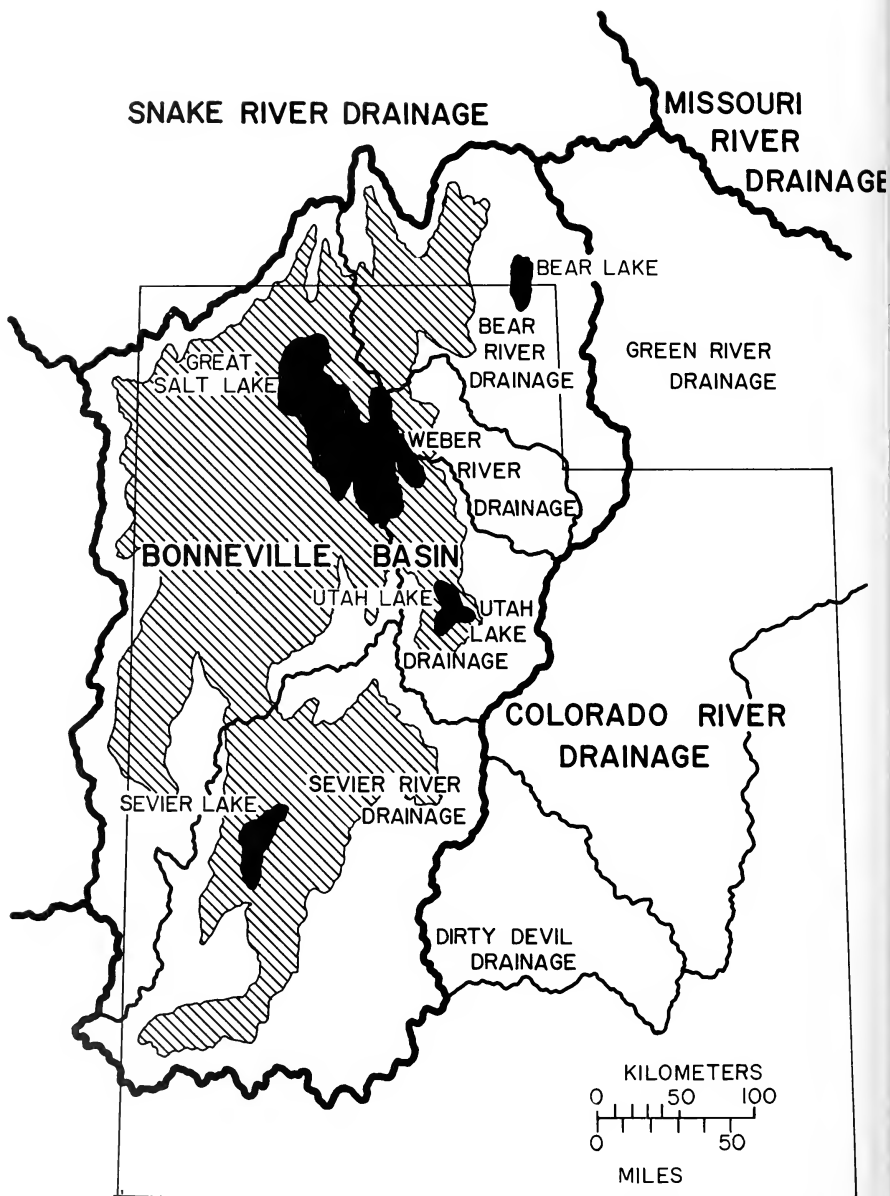 SNAKE RIVER DRAINAGE
MISSOURI
RIVER
DRAINAGE
BEAR LAKE
BEAR
RIVER
DRAINAGE
GREEN RIVER
DRAINAGE
GREAT
SALT LAKE
WEBER
RIVER
DRAINAGE
BONNEVILLE BASIN
UTAH LAKE
UTAH
LAKE
DRAINAGE
COLORADO RIVER
DRAINAGE
SEVIER LAKE
SEVIER RIVER
DRAINAGE
DIRTY DEVIL
DRAINAGE
KILOMETERS
0 50 100
0 50
MILES